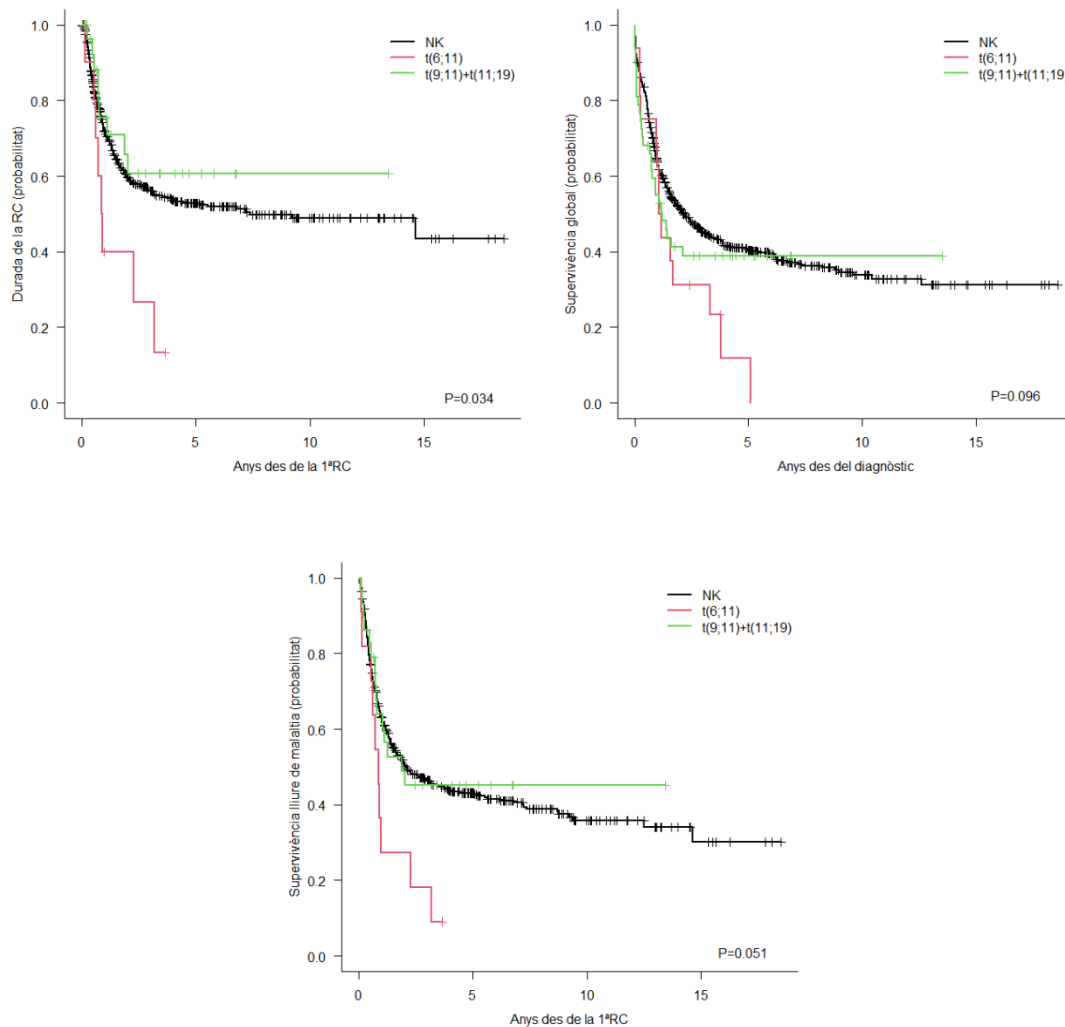 Durada de la RC (probabilitat)
1.0
0.8
0.6
0.4
0.2
0.0
NK
t(6;11)
t(9;11)+t(11;19)
P=0.034
0
5
10
15
Anys des de la 1ªRC
Supervivència global (probabilitat)
1.0
0.8
0.6
0.4
0.2
0.0
NK
t(6;11)
t(9;11)+t(11;19)
P=0.096
0
5
10
15
Anys des del diagnòstic
Supervivència lliure de malaltia (probabilitat)
1.0
0.8
0.6
0.4
0.2
0.0
NK
t(6;11)
t(9;11)+t(11;19)
P=0.051
0
5
10
15
Anys des de la 1ªRC